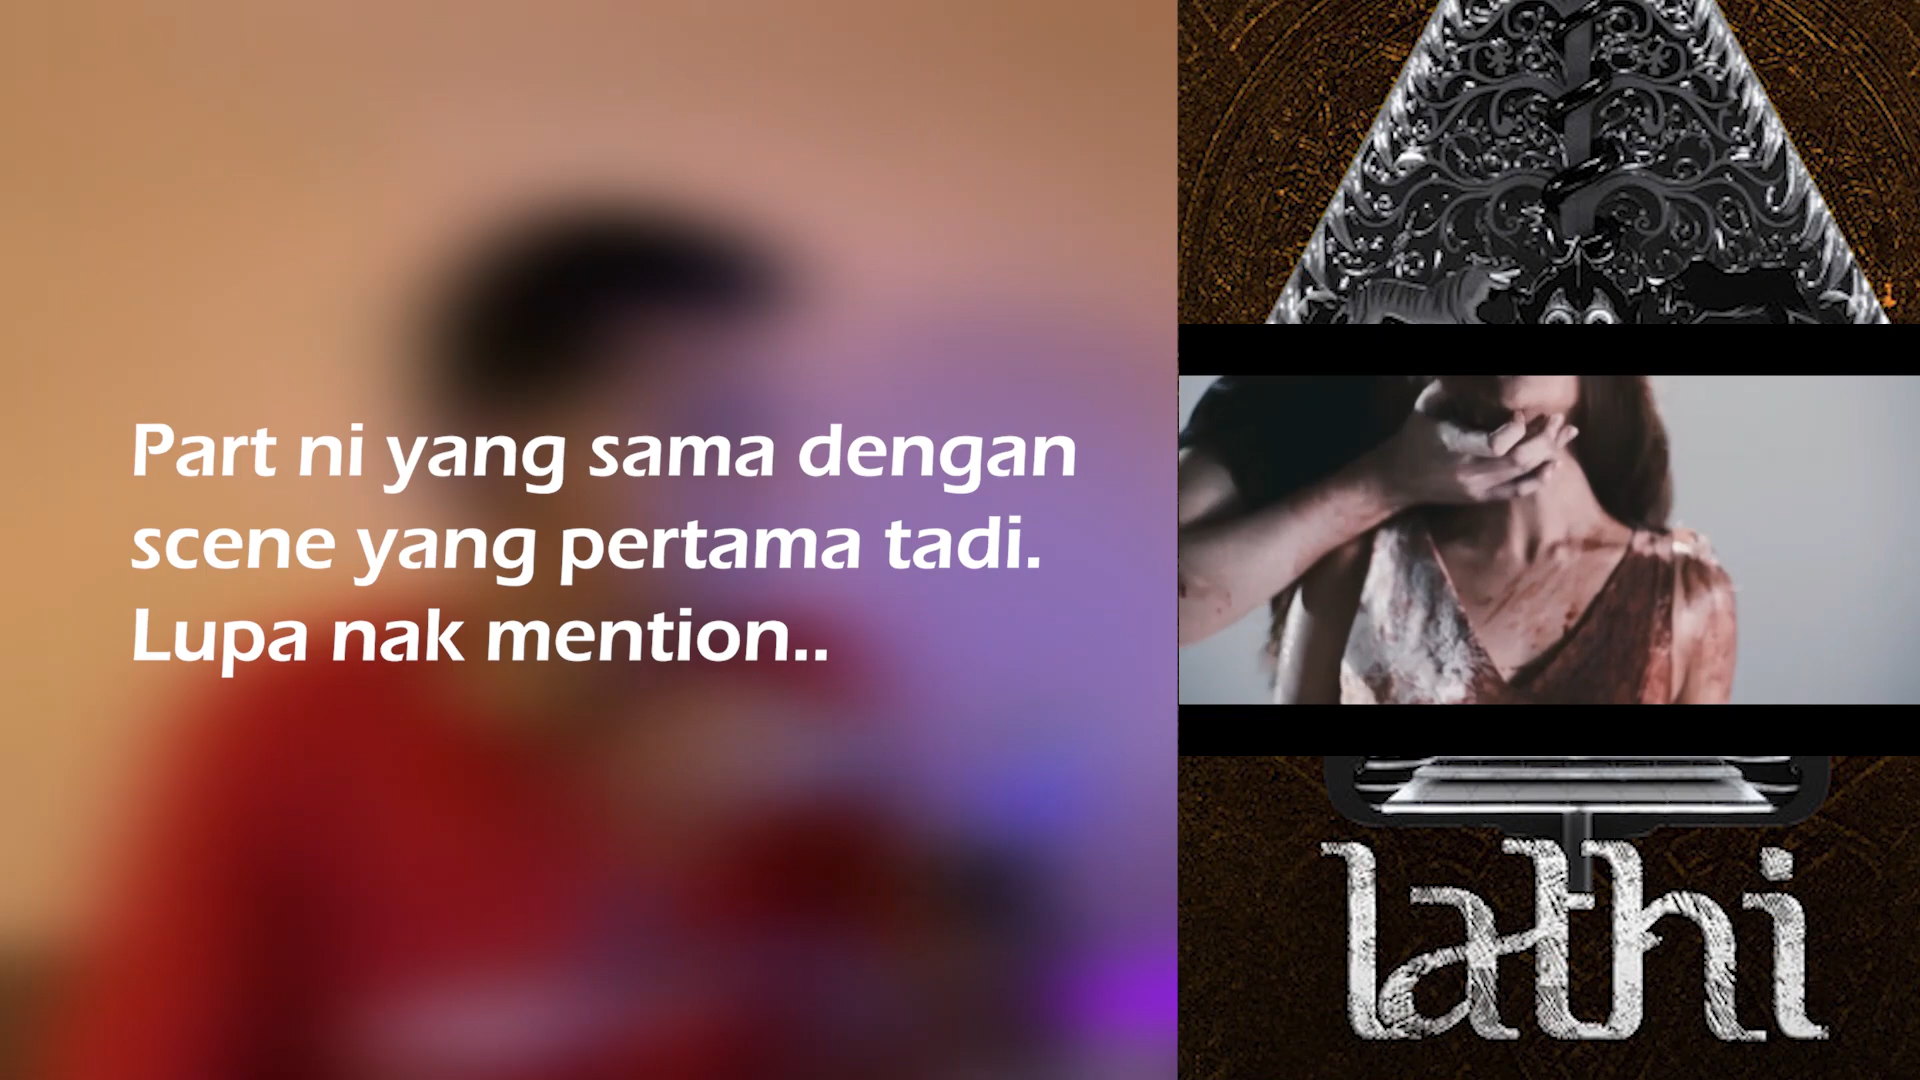 Part ni yang sama dengan
scene yang pertama tadi.
Lupa nak mention..
lathi